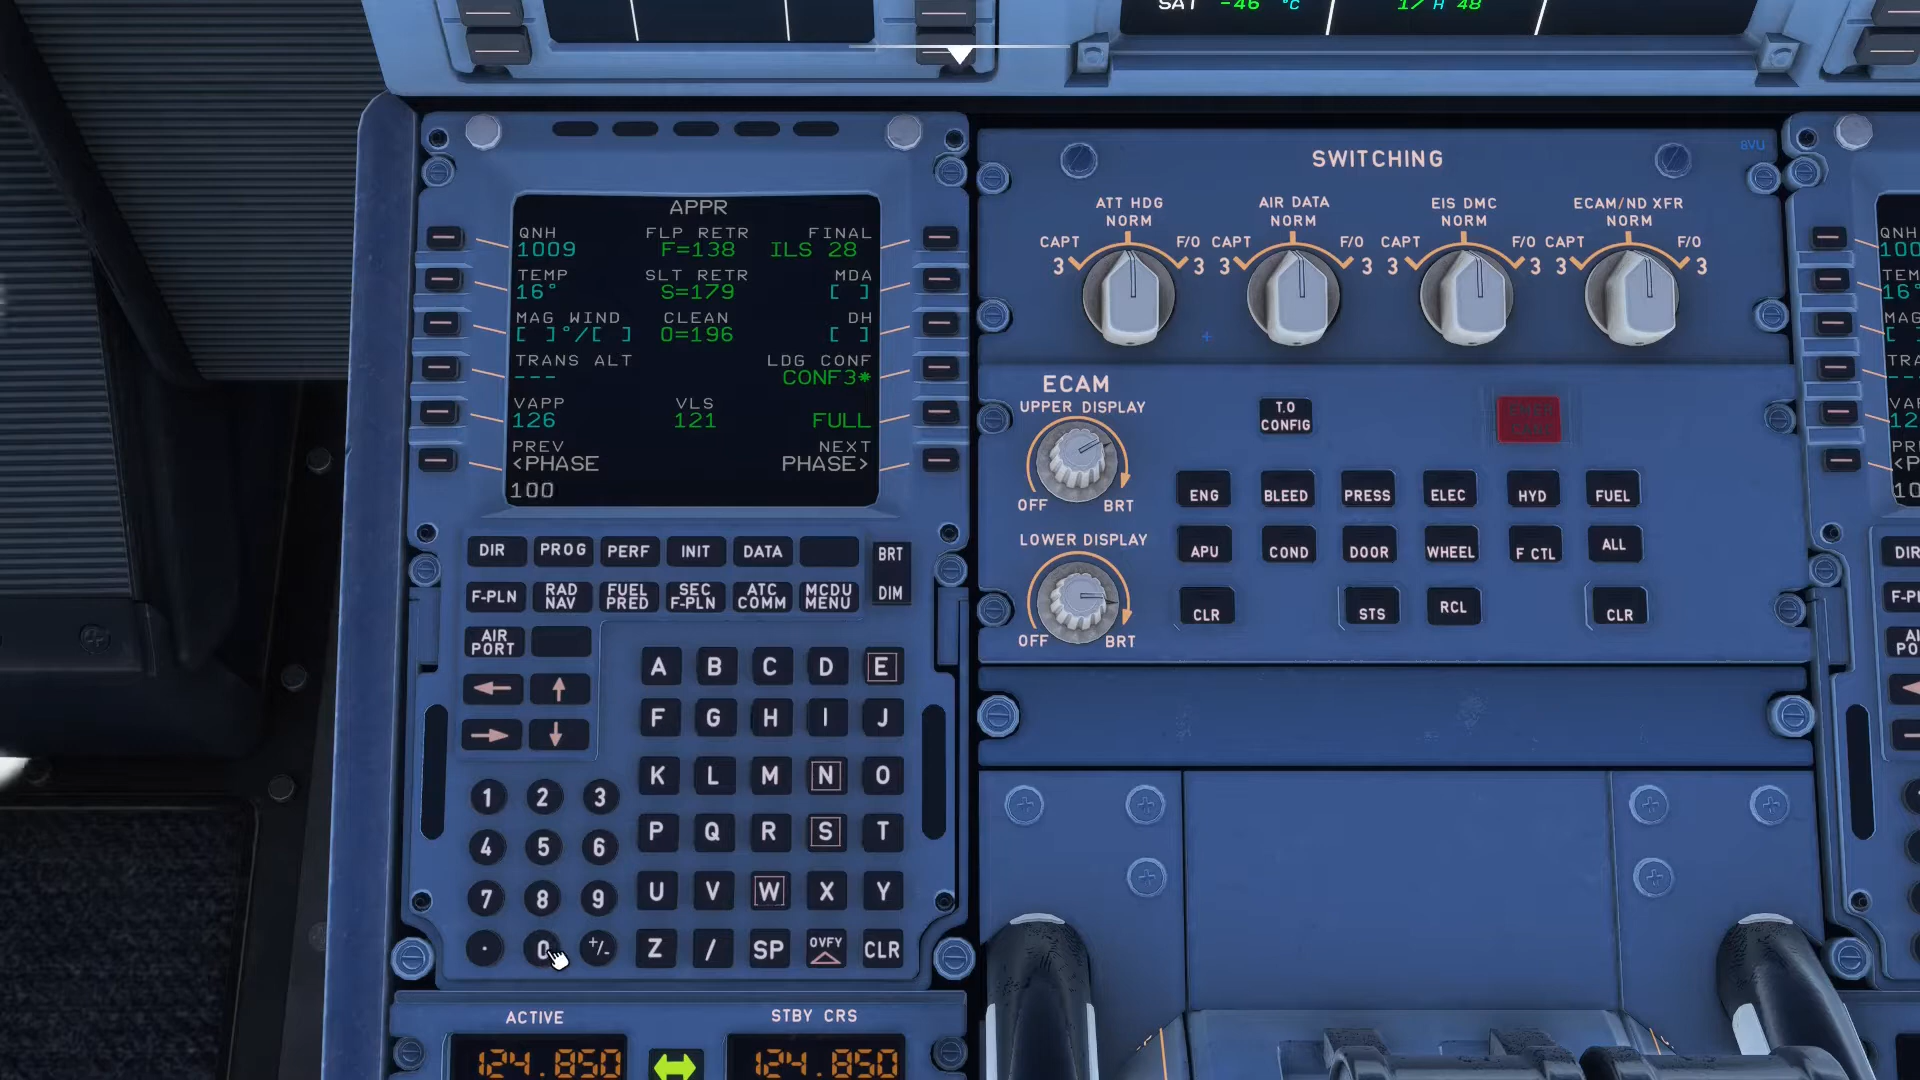 SAT -46 °C
17 H 48
APPR
QNH FLP RETR FINAL
1009 F=138 ILS 28
TEMP SLT RETR MDA
16° S=179 [ ]
MAG WIND CLEAN DH
[ ]°/[ ] O=196 [ ]
TRANS ALT LDG CONF
--- CONF3*
VAPP VLS
126 121 FULL
PREV NEXT
<PHASE PHASE>
100
DIR PROG PERF INIT DATA BRT
F-PLN RAD NAV FUEL PRED SEC F-PLN ATC COMM MCDU MENU DIM
AIR PORT
A B C D E
F G H I J
K L M N O
P Q R S T
U V W X Y
Z / SP OVFY CLR
1 2 3
4 5 6
7 8 9
. 0 +/-
ACTIVE STBY CRS
124.850 124.850
SWITCHING
8VU
ATT HDG AIR DATA EIS DMC ECAM/ND XFR
NORM NORM NORM NORM
CAPT F/O CAPT F/O CAPT F/O CAPT F/O
3 3 3 3 3 3 3 3
ECAM
UPPER DISPLAY
OFF BRT
LOWER DISPLAY
OFF BRT
T.O CONFIG
ENG BLEED PRESS ELEC HYD FUEL
APU COND DOOR WHEEL F CTL ALL
CLR STS RCL CLR
QNH
16°